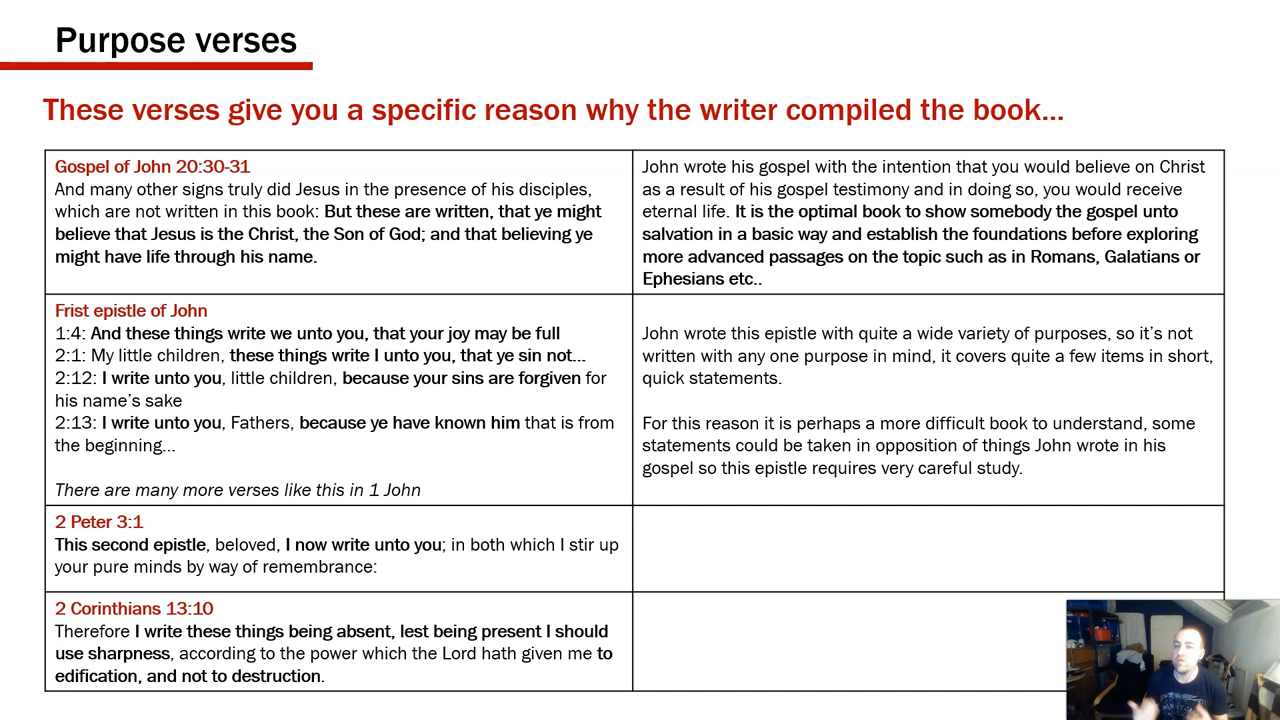 Purpose verses
These verses give you a specific reason why the writer compiled the book...
Gospel of John 20:30-31
And many other signs truly did Jesus in the presence of his disciples,
which are not written in this book: But these are written, that ye might
believe that Jesus is the Christ, the Son of God; and that believing ye
might have life through his name.
John wrote his gospel with the intention that you would believe on Christ
as a result of his gospel testimony and in doing so, you would receive
eternal life. It is the optimal book to show somebody the gospel unto
salvation in a basic way and establish the foundations before exploring
more advanced passages on the topic such as in Romans, Galatians or
Ephesians etc..
Frist epistle of John
1:4: And these things write we unto you, that your joy may be full
2:1: My little children, these things write I unto you, that ye sin not...
2:12: I write unto you, little children, because your sins are forgiven for
his name's sake
2:13: I write unto you, Fathers, because ye have known him that is from
the beginning...
There are many more verses like this in 1 John
John wrote this epistle with quite a wide variety of purposes, so it's not
written with any one purpose in mind, it covers quite a few items in short,
quick statements.
For this reason it is perhaps a more difficult book to understand, some
statements could be taken in opposition of things John wrote in his
gospel so this epistle requires very careful study.
2 Peter 3:1
This second epistle, beloved, I now write unto you; in both which I stir up
your pure minds by way of remembrance:
2 Corinthians 13:10
Therefore I write these things being absent, lest being present I should
use sharpness, according to the power which the Lord hath given me to
edification, and not to destruction.